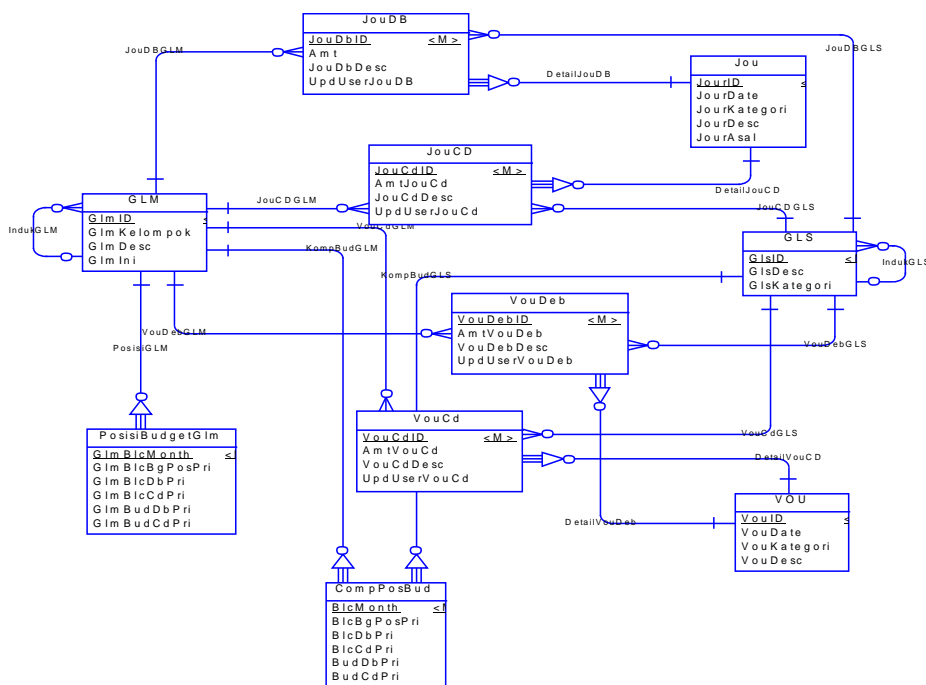 JouDB
JouDbID <M>
Amt
JouDbDesc
UpdUserJouDB
JouDBGLM
JouDBGLS
DetailJouDB
Jou
JourID <
JourDate
JourKategori
JourDesc
JourAsal
JouCD
JouCdID <M>
AmtJouCd
JouCdDesc
UpdUserJouCd
DetailJouCD
GLM
GlmID <
GlmKelompok
GlmDesc
GlmIni
IndukGLM
JouCDGLM
VouCdGLM
KompBudGLM
JouCDGLS
GLS
GlsID <
GlsDesc
GlsKategori
IndukGLS
KompBudGLS
VouDeb
VouDebID <M>
AmtVouDeb
VouDebDesc
UpdUserVouDeb
VouDebGLM
PosisiGLM
VouDebGLS
VouCd
VouCdID <M>
AmtVouCd
VouCdDesc
UpdUserVouCd
VouCdGLS
DetailVouCD
PosisiBudgetGlm
GlmBlcMonth <
GlmBlcBgPosPri
GlmBlcDbPri
GlmBlcCdPri
GlmBudDbPri
GlmBudCdPri
DetailVouDeb
VOU
VouID <
VouDate
VouKategori
VouDesc
CompPosBud
BlcMonth <M
BlcBgPosPri
BlcDbPri
BlcCdPri
BudDbPri
BudCdPri